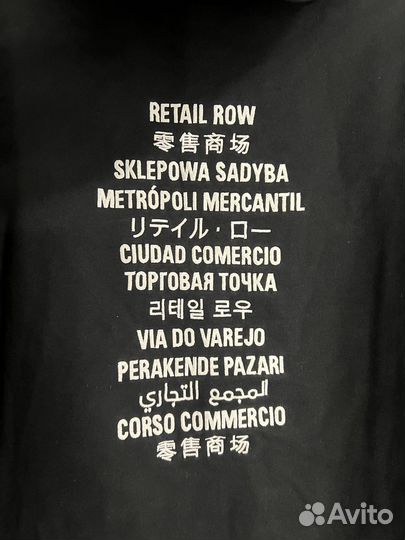 RETAIL ROW
零售商场
SKLEPOWA SADYBA
METRÓPOLI MERCANTIL
リテイル・ロー
CIUDAD COMERCIO
ТОРГОВАЯ ТОЧКА
리테일 로우
VIA DO VAREJO
PERAKENDE PAZARI
المجمع التجاري
CORSO COMMERCIO
零售商场
Avito